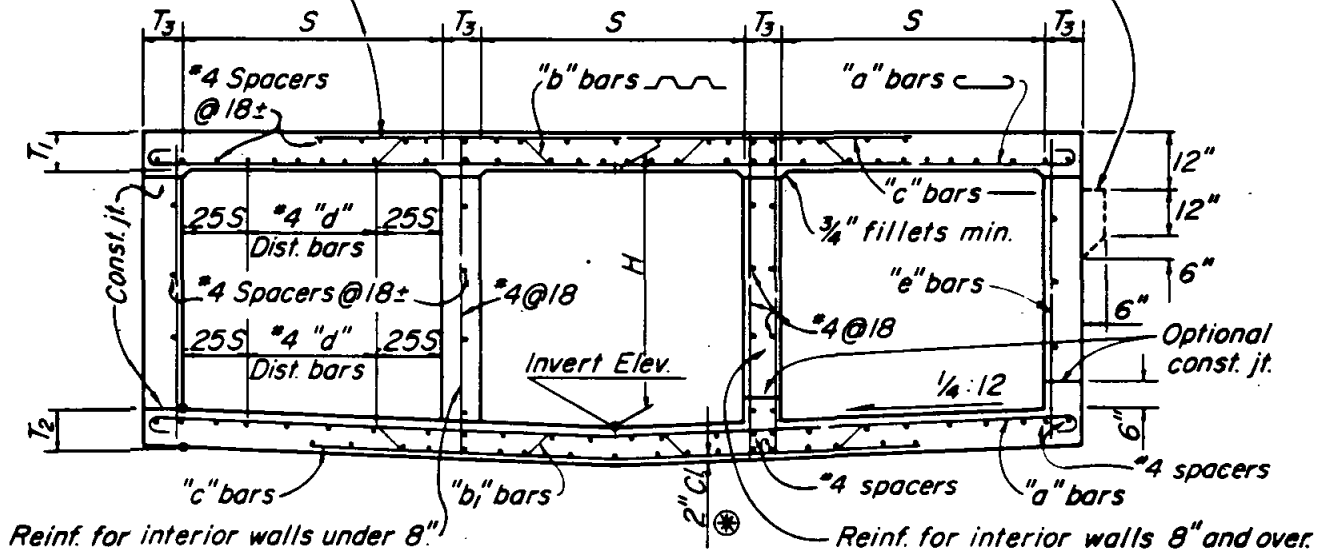 T3 S T3 S T3 S T3
#4 Spacers
@ 18±
"b" bars
"a" bars
T1
12"
"c" bars
Const. jt.
25S #4 "d" 25S
Dist. bars
12"
3/4" fillets min.
H
6"
"e" bars
#4 Spacers @ 18±
#4@18
#4@18
6"
25S #4 "d" 25S
Dist. bars
Optional
const. jt.
Invert Elev.
1/4:12
T2
6"
#4 spacers
"c" bars
"b1" bars
2" Cl.
#4 spacers
"a" bars
Reinf. for interior walls under 8".
Reinf. for interior walls 8" and over.